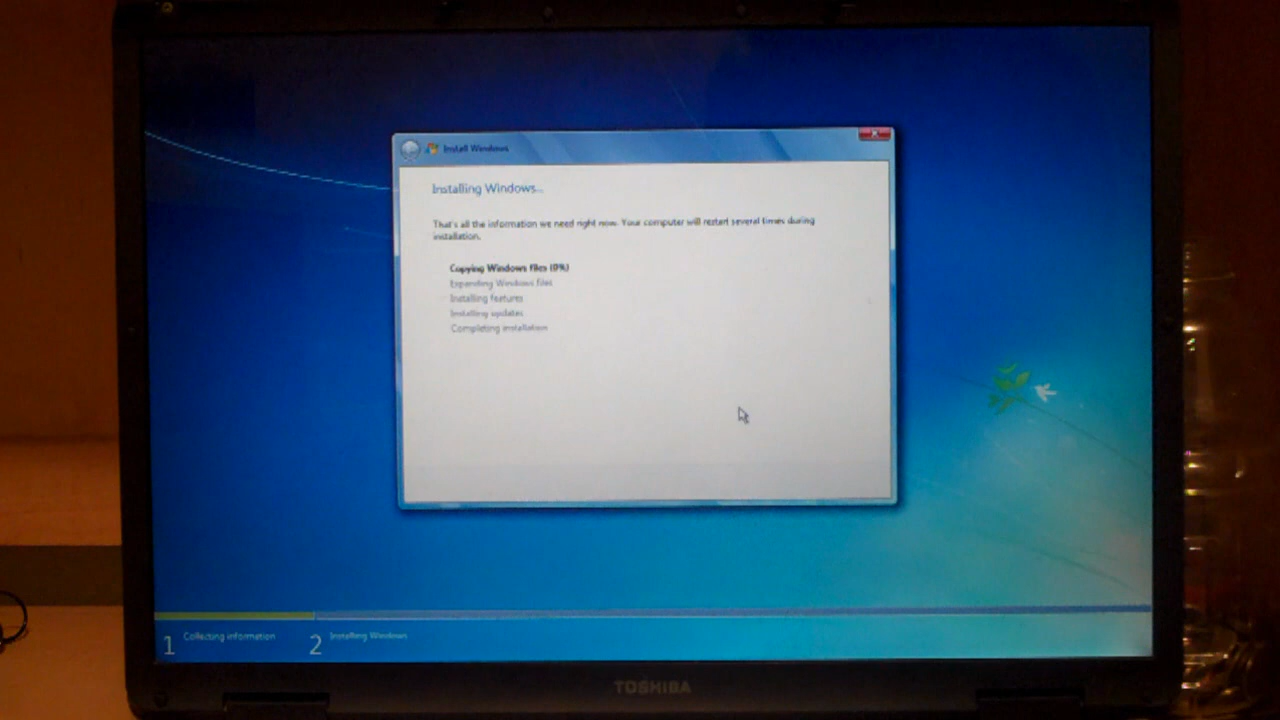 Install Windows
Installing Windows...
That's all the information we need right now. Your computer will restart several times during
installation.
Copying Windows files (0%)
Expanding Windows files
Installing features
Installing updates
Completing installation
1 Collecting information
2 Installing Windows
TOSHIBA